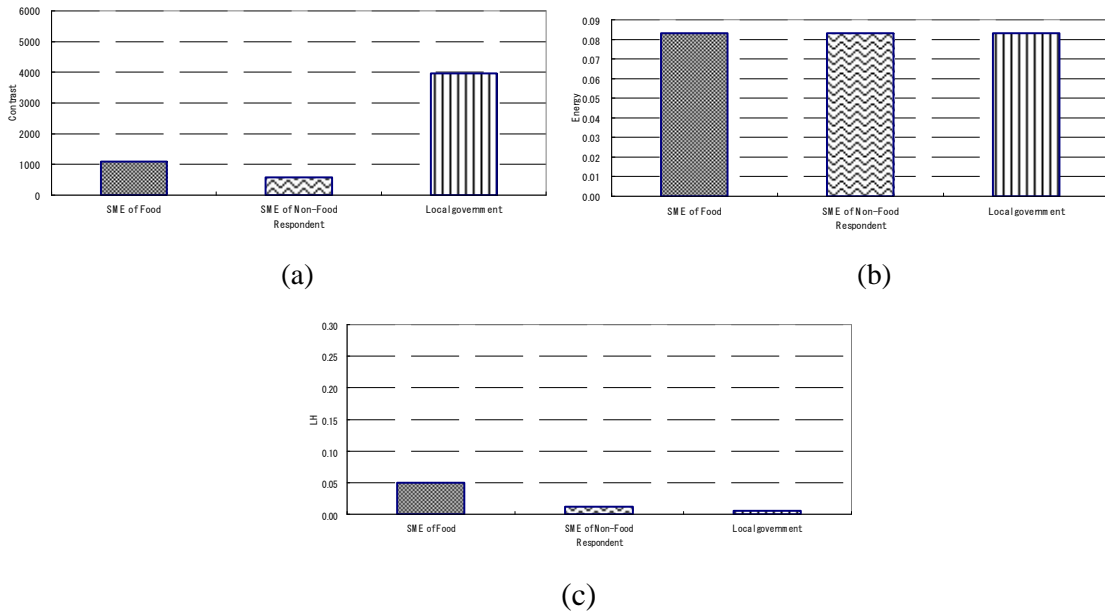 6000
5000
4000
3000
2000
1000
0
Contrast
SME of Food
SME of Non-Food
Local government
Respondent
(a)
0.09
0.08
0.07
0.06
0.05
0.04
0.03
0.02
0.01
0.00
Energy
SME of Food
SME of Non-Food
Local government
Respondent
(b)
0.30
0.25
0.20
0.15
0.10
0.05
0.00
LH
SME of Food
SME of Non-Food
Local government
Respondent
(c)